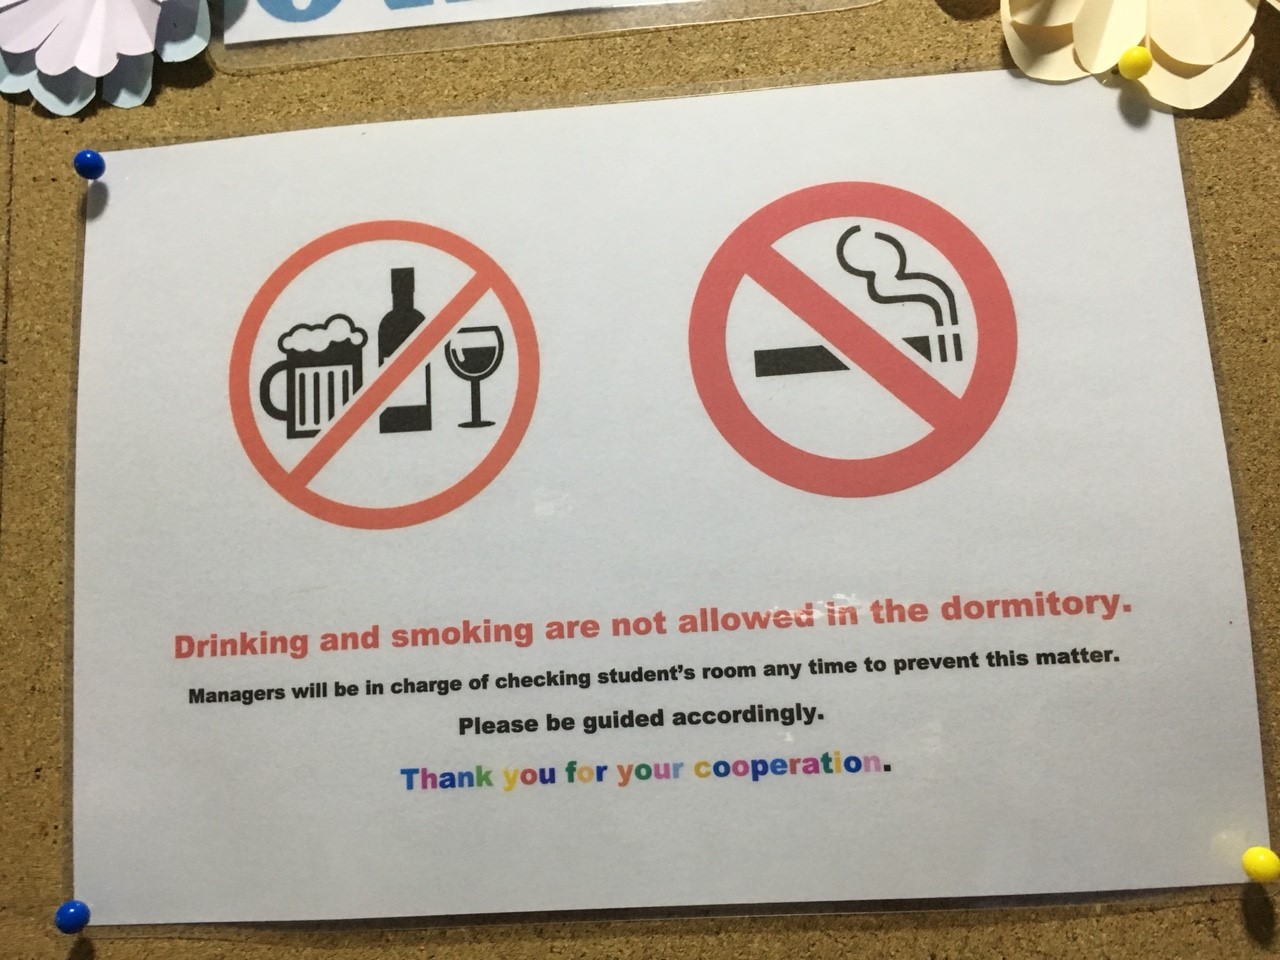 Drinking and smoking are not allowed in the dormitory.
Managers will be in charge of checking student's room any time to prevent this matter.
Please be guided accordingly.
Thank you for your cooperation.